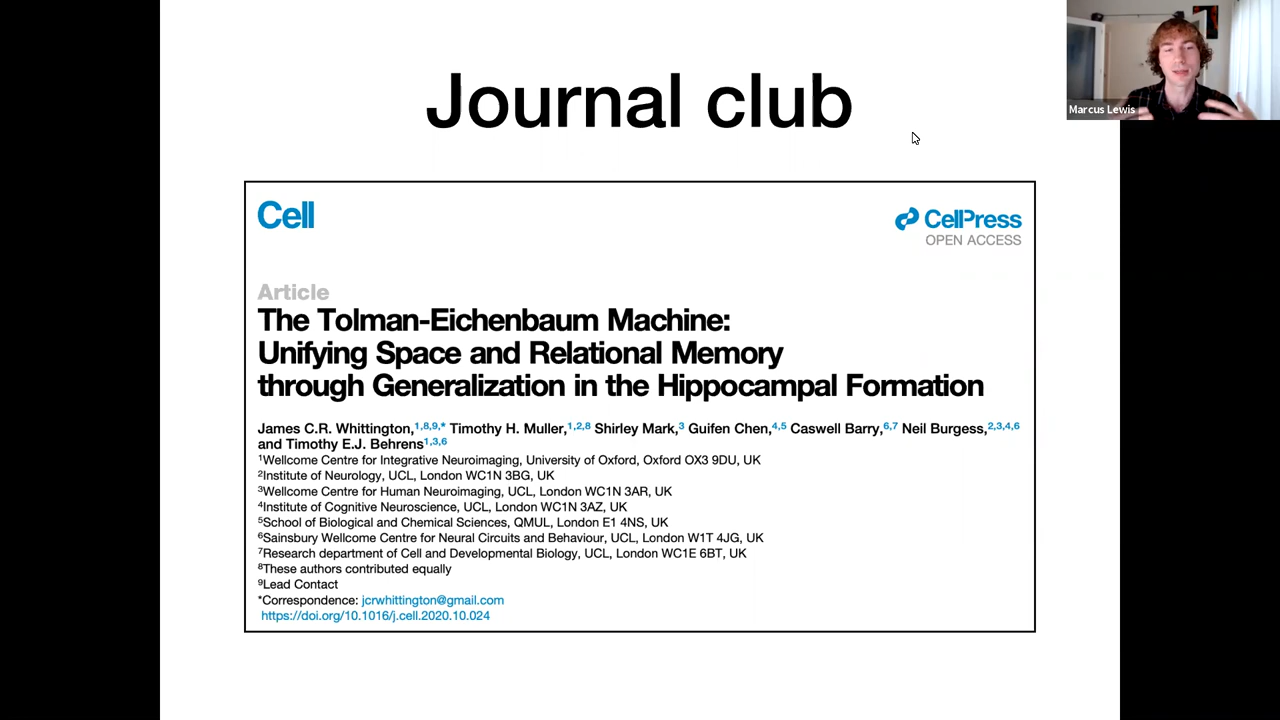 Journal club
Marcus Lewis
Cell
CellPress
OPEN ACCESS
Article
The Tolman-Eichenbaum Machine:
Unifying Space and Relational Memory
through Generalization in the Hippocampal Formation
James C.R. Whittington,1,8,9,* Timothy H. Muller,1,2,8 Shirley Mark,3 Guifen Chen,4,5 Caswell Barry,6,7 Neil Burgess,2,3,4,6
and Timothy E.J. Behrens1,3,6
1Wellcome Centre for Integrative Neuroimaging, University of Oxford, Oxford OX3 9DU, UK
2Institute of Neurology, UCL, London WC1N 3BG, UK
3Wellcome Centre for Human Neuroimaging, UCL, London WC1N 3AR, UK
4Institute of Cognitive Neuroscience, UCL, London WC1N 3AZ, UK
5School of Biological and Chemical Sciences, QMUL, London E1 4NS, UK
6Sainsbury Wellcome Centre for Neural Circuits and Behaviour, UCL, London W1T 4JG, UK
7Research department of Cell and Developmental Biology, UCL, London WC1E 6BT, UK
8These authors contributed equally
9Lead Contact
*Correspondence: jcrwhittington@gmail.com
https://doi.org/10.1016/j.cell.2020.10.024